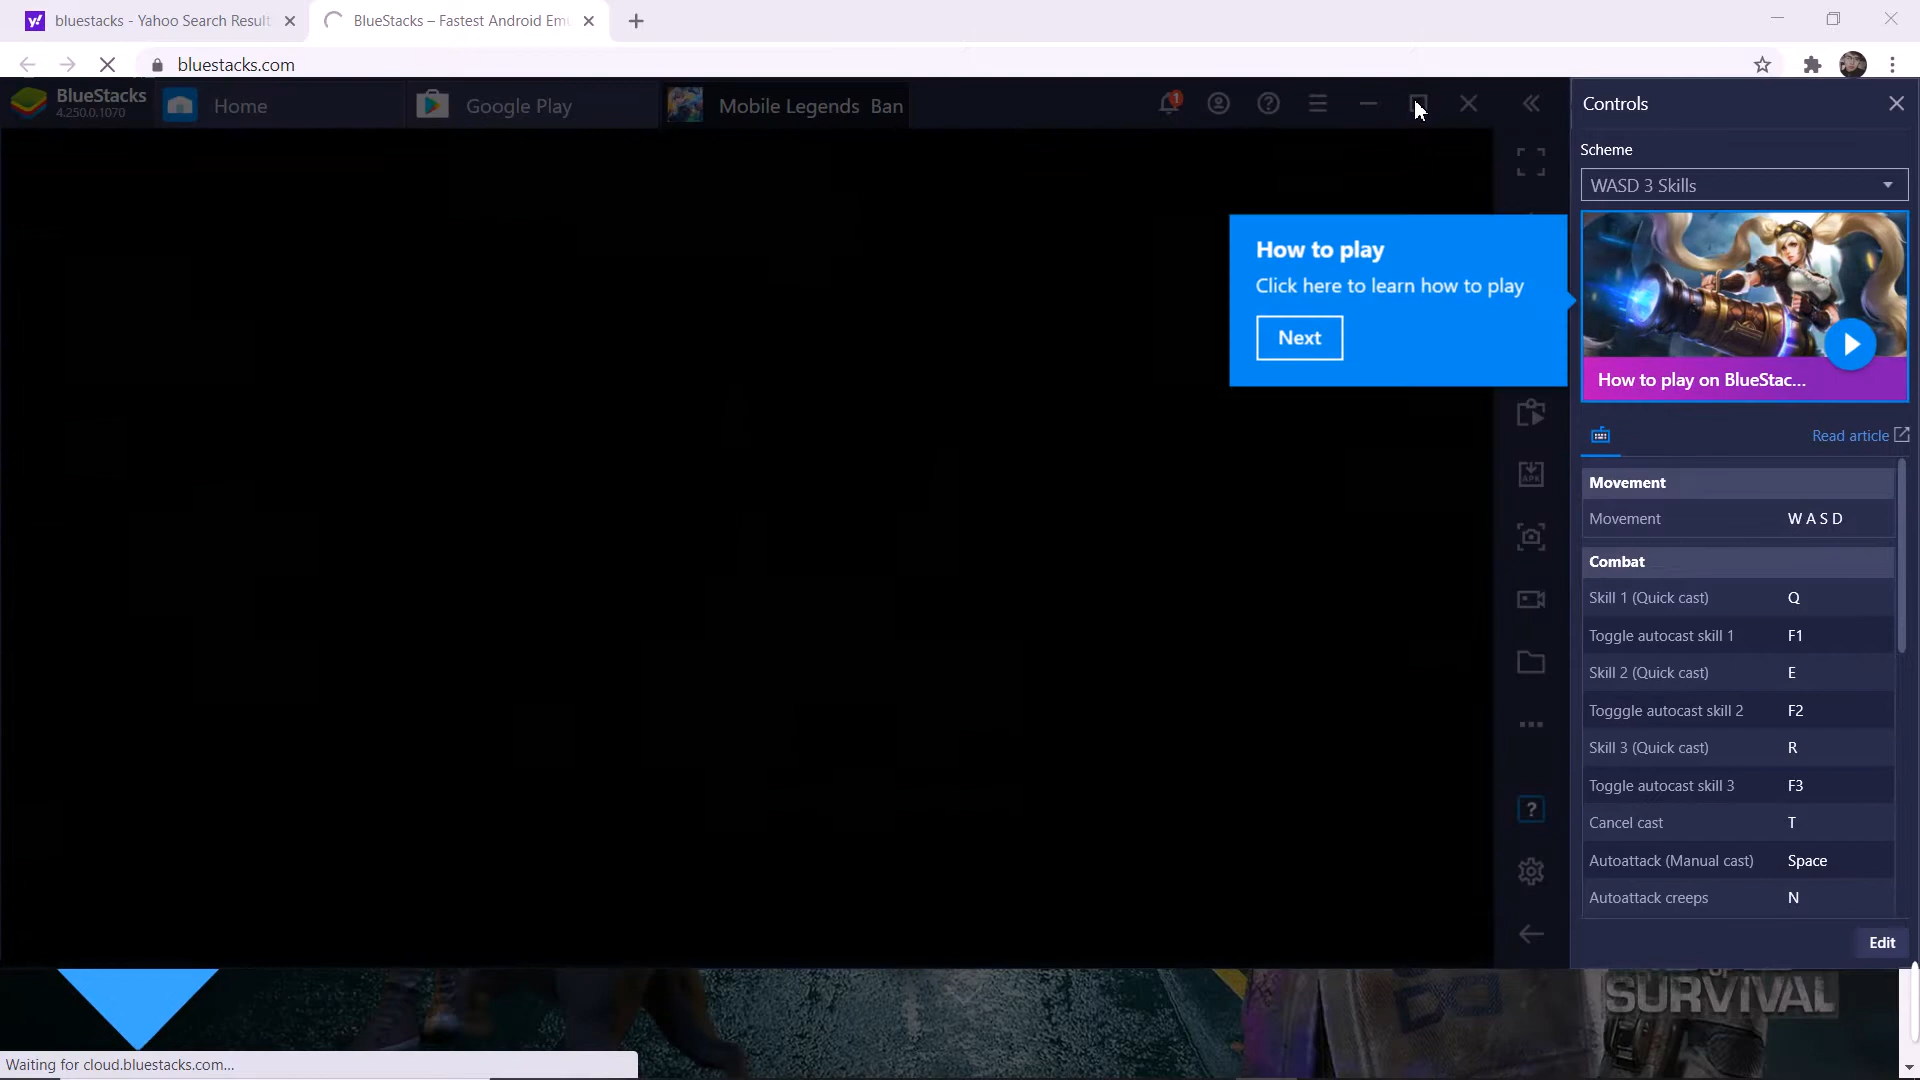 bluestacks - Yahoo Search Result
BlueStacks – Fastest Android Em
bluestacks.com
BlueStacks
4.250.0.1070
Home
Google Play
Mobile Legends Ban
1
Controls
Scheme
WASD 3 Skills
How to play
Click here to learn how to play
Next
How to play on BlueStac...
Read article
Movement
Movement W A S D
Combat
Skill 1 (Quick cast) Q
Toggle autocast skill 1 F1
Skill 2 (Quick cast) E
Togggle autocast skill 2 F2
Skill 3 (Quick cast) R
Toggle autocast skill 3 F3
Cancel cast T
Autoattack (Manual cast) Space
Autoattack creeps N
Edit
SURVIVAL
Waiting for cloud.bluestacks.com...